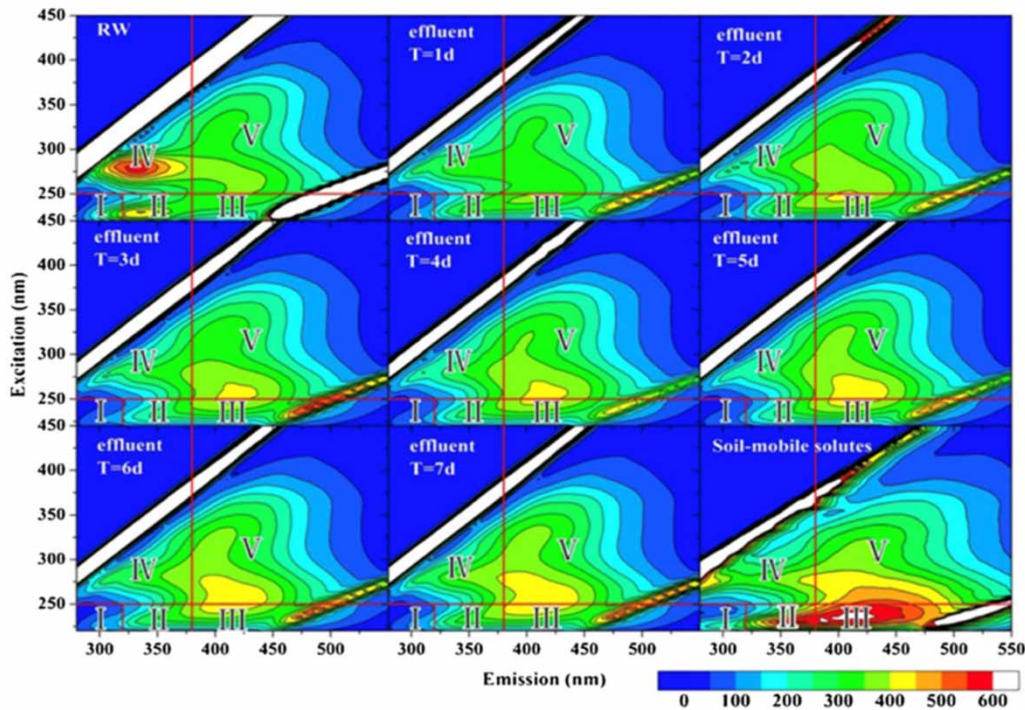 450
RW
effluent
T=1d
effluent
T=2d
400
350
V
V
V
300
IV
IV
IV
250
I
II
III
I
II
III
I
II
III
450
effluent
T=3d
effluent
T=4d
effluent
T=5d
400
350
V
V
V
300
IV
IV
IV
250
I
II
III
I
II
III
I
II
III
450
effluent
T=6d
effluent
T=7d
Soil-mobile solutes
400
350
V
V
V
300
IV
IV
IV
250
I
II
III
I
II
III
I
II
III
Excitation (nm)
300 350 400 450 500 300 350 400 450 500 300 350 400 450 500 550
Emission (nm)
0 100 200 300 400 500 600